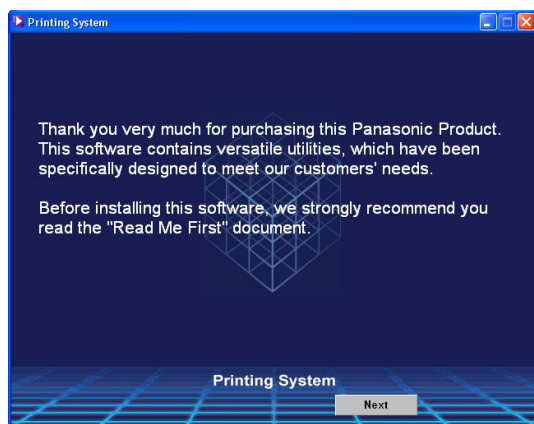 Printing System
Thank you very much for purchasing this Panasonic Product.
This software contains versatile utilities, which have been
specifically designed to meet our customers' needs.
Before installing this software, we strongly recommend you
read the "Read Me First" document.
Printing System
Next